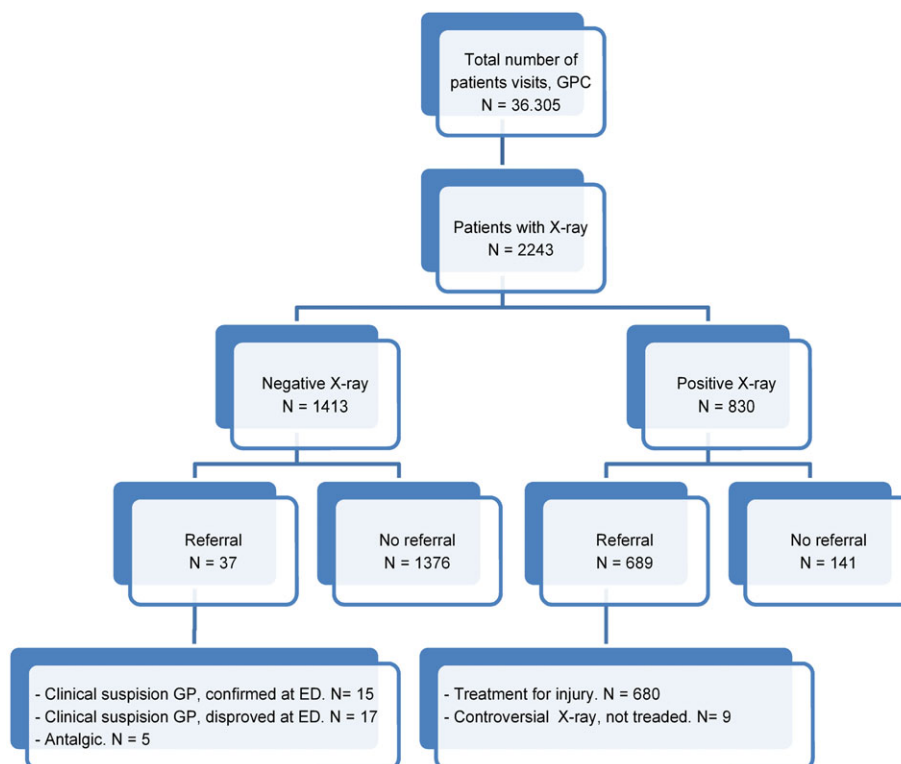 Total number of
patients visits, GPC
N = 36.305
Patients with X-ray
N = 2243
Negative X-ray
N = 1413
Positive X-ray
N = 830
Referral
N = 37
No referral
N = 1376
Referral
N = 689
No referral
N = 141
- Clinical suspision GP, confirmed at ED. N= 15
- Clinical suspision GP, disproved at ED. N = 17
- Antalgic. N = 5
- Treatment for injury. N = 680
- Controversial X-ray, not treaded. N= 9